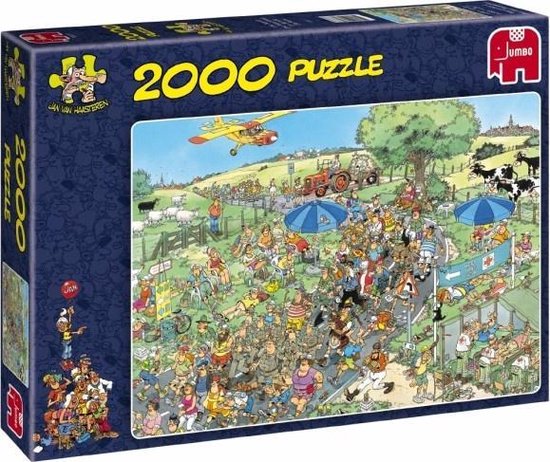 JAN VAN HAASTEREN
2000 PUZZLE
JUMBO
2000
PUZZLE